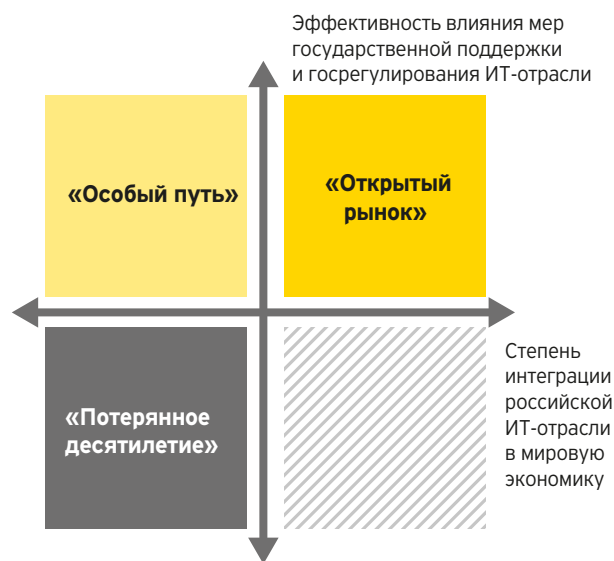 Эффективность влияния мер
государственной поддержки
и госрегулирования ИТ-отрасли
«Особый путь»
«Открытый
рынок»
«Потерянное
десятилетие»
Степень
интеграции
российской
ИТ-отрасли
в мировую
экономику